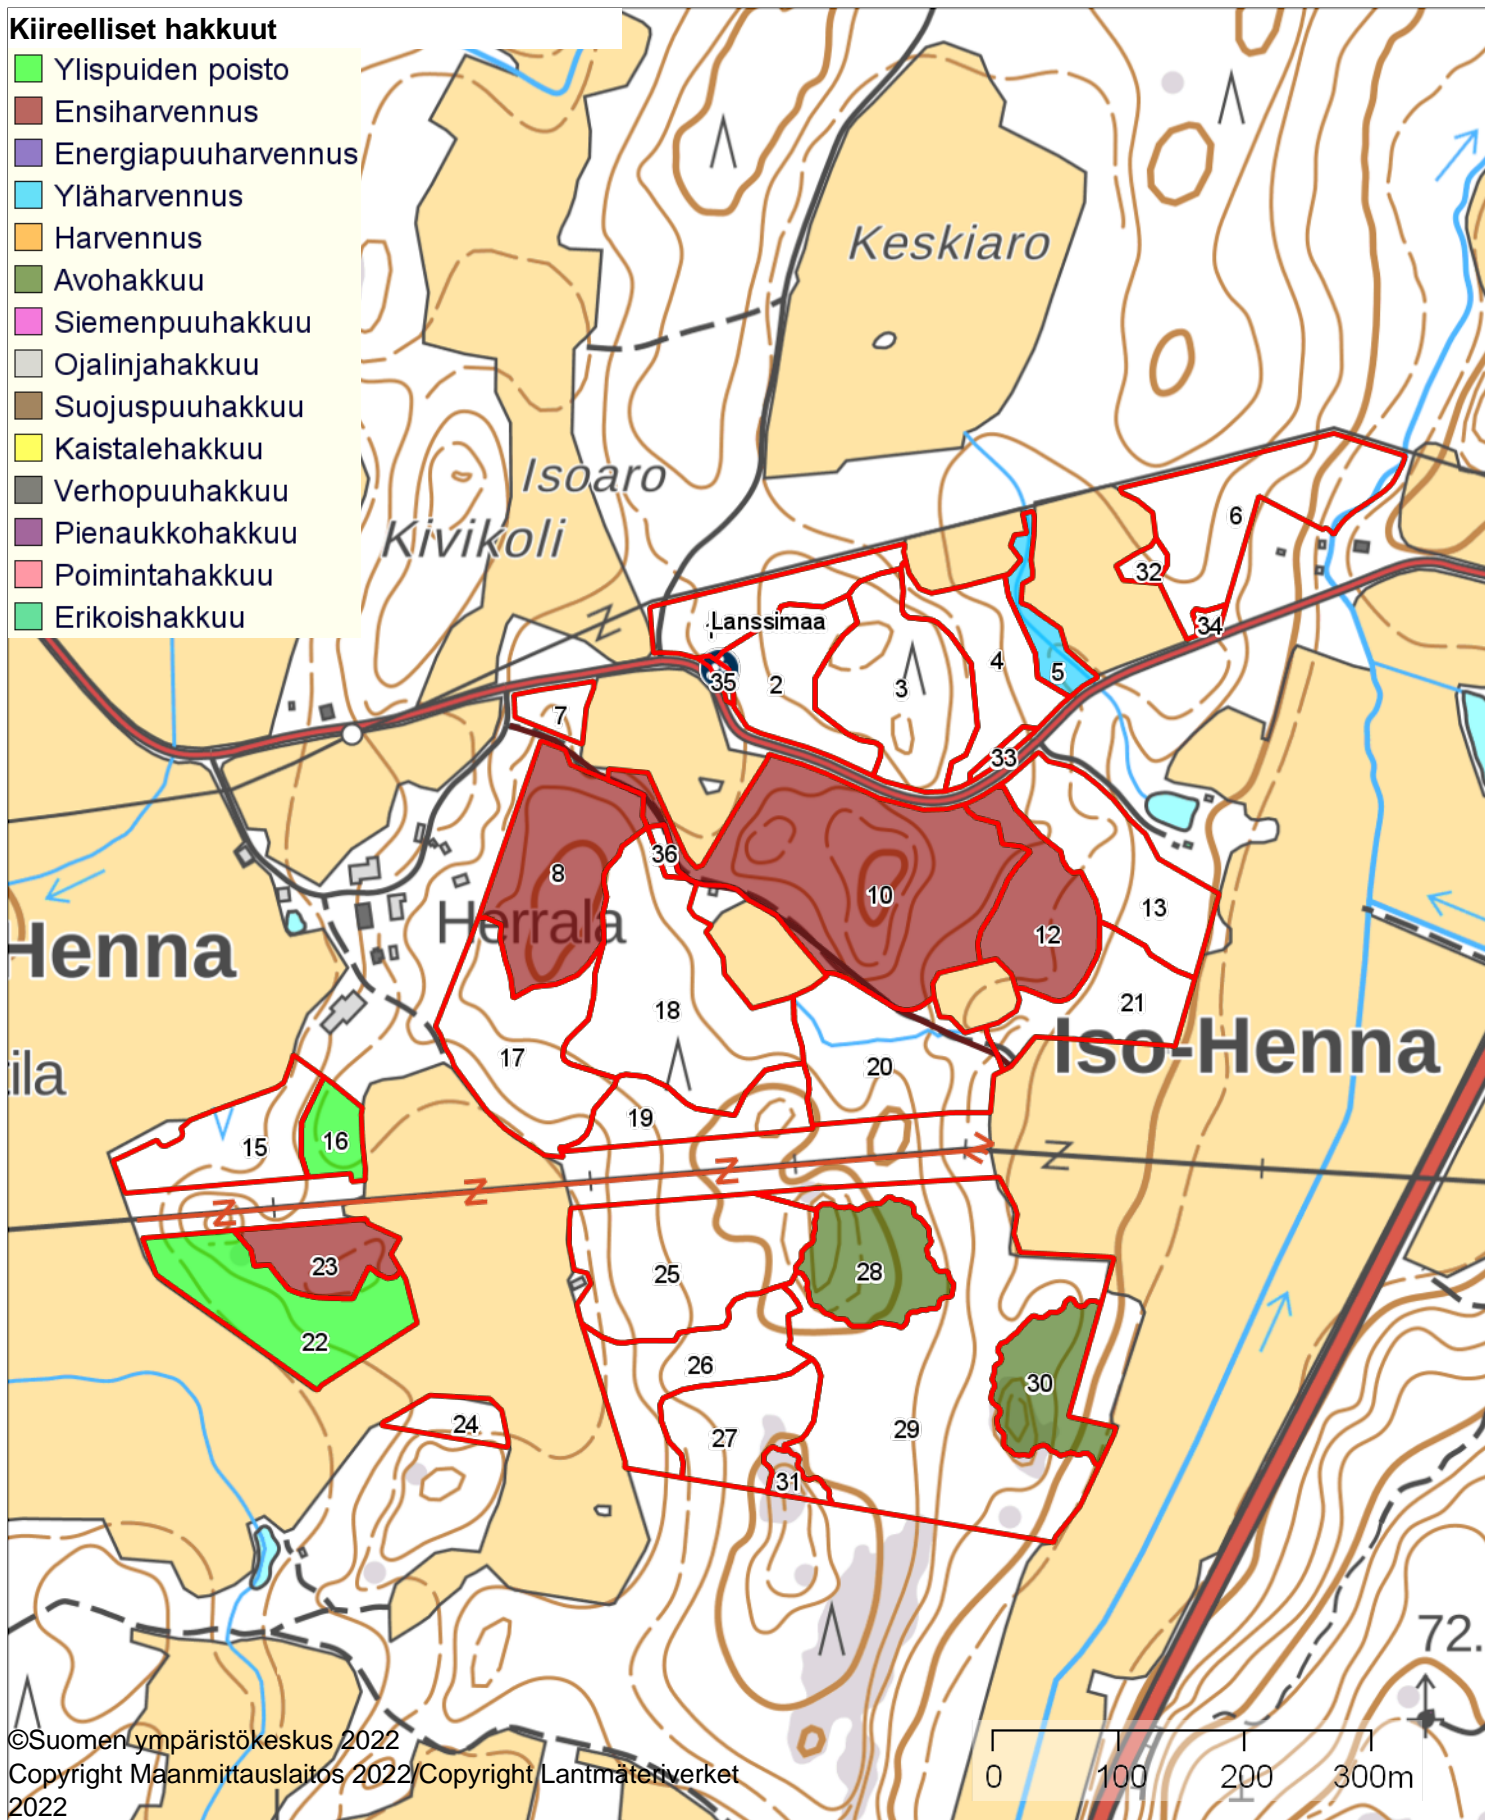 Kiireelliset hakkuut
Ylispuiden poisto
Ensiharvennus
Energiapuuharvennus
Yläharvennus
Harvennus
Avohakkuu
Siemenpuuhakkuu
Ojalinjahakkuu
Suojuspuuhakkuu
Kaistalehakkuu
Verhopuuhakkuu
Pienaukkohakkuu
Poimintahakkuu
Erikoishakkuu
Keskiaro
Isoaro
Kivikoli
6
32
34
Lanssimaa
35
2
3
4
5
7
33
8
36
10
12
13
Herrala
Henna
18
21
Iso-Henna
17
20
tila
19
15
16
Z
Z
Z
Z
Z
23
22
25
28
26
30
24
27
29
31
72.
©Suomen ympäristökeskus 2022
Copyright Maanmittauslaitos 2022/Copyright Lantmäteriverket
2022
0 100 200 300m